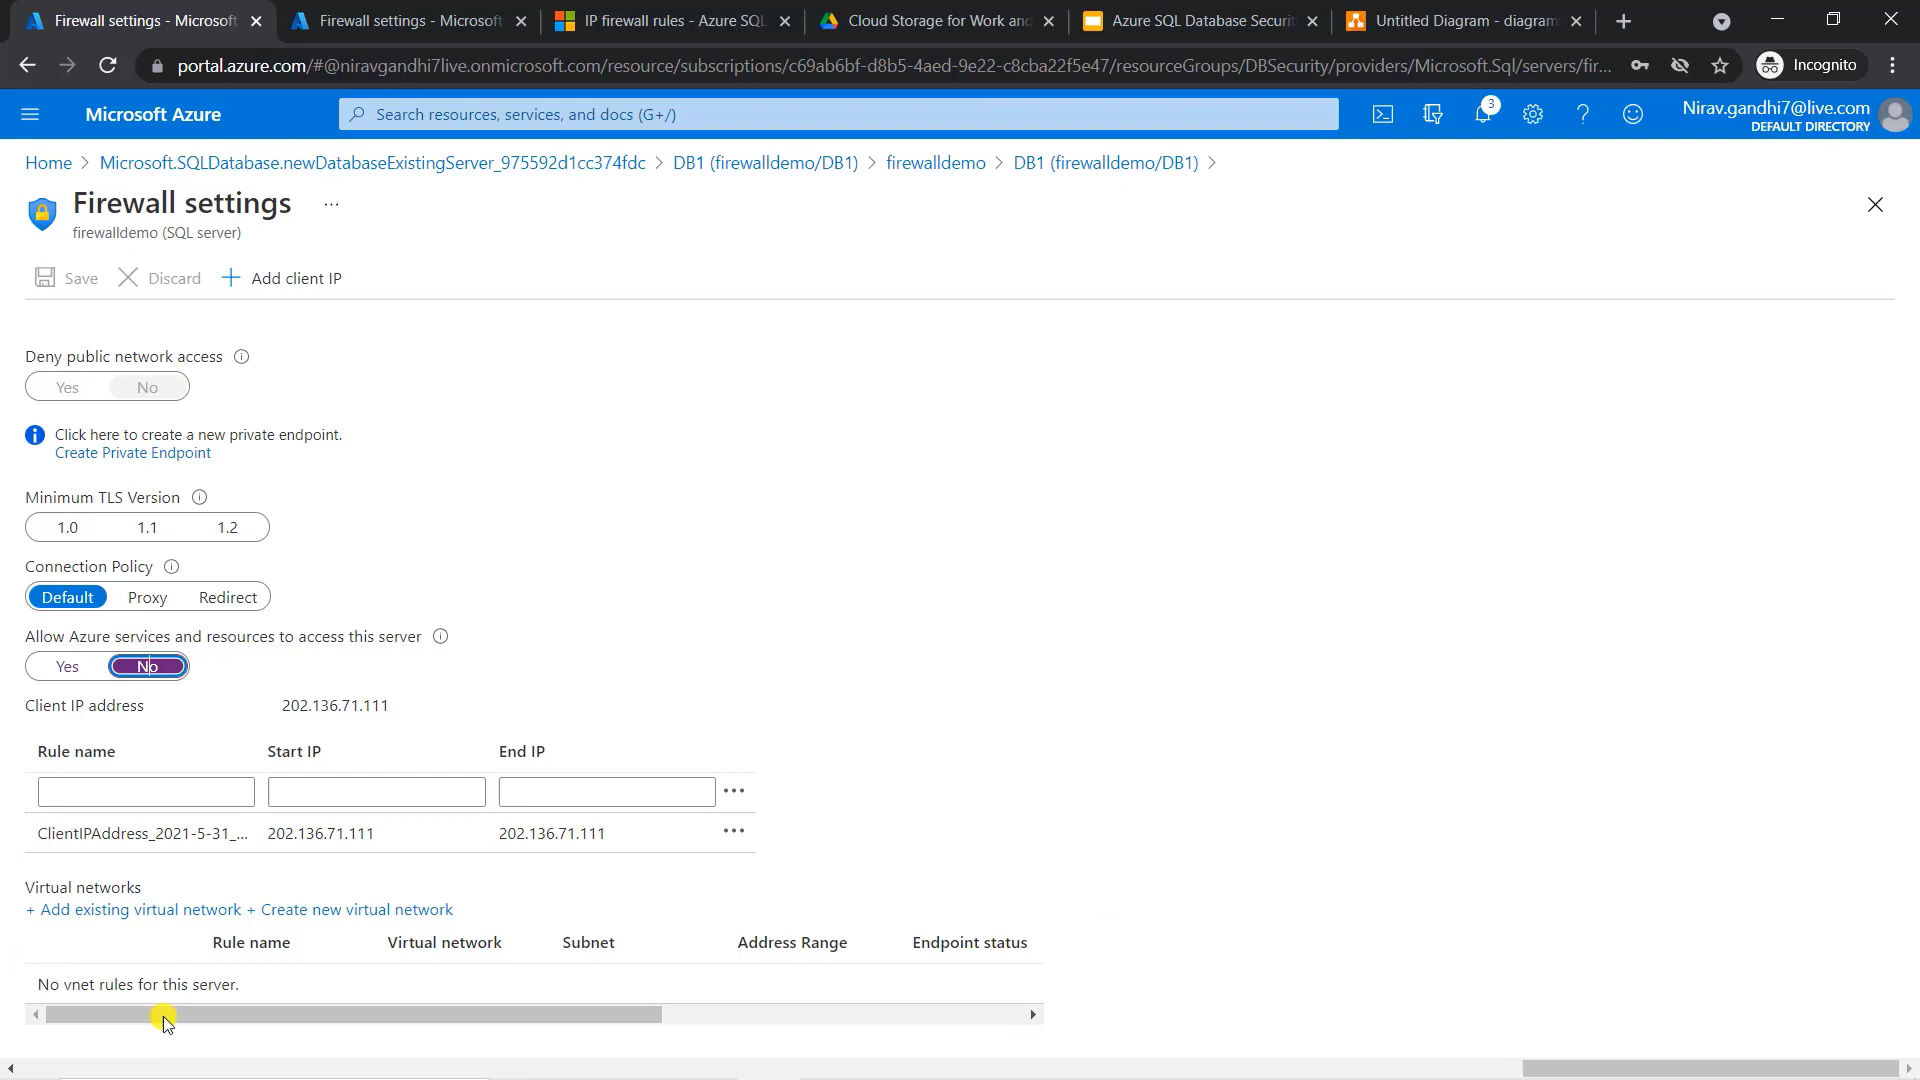 Firewall settings - Microsoft
Firewall settings - Microsoft
IP firewall rules - Azure SQL
Cloud Storage for Work and
Azure SQL Database Securit
Untitled Diagram - diagram
portal.azure.com/#@niravgandhi7live.onmicrosoft.com/resource/subscriptions/c69ab6bf-d8b5-4aed-9e22-c8cba22f5e47/resourceGroups/DBSecurity/providers/Microsoft.Sql/servers/fir...
Incognito
Microsoft Azure
Search resources, services, and docs (G+/)
3
Nirav.gandhi7@live.com
DEFAULT DIRECTORY
Home > Microsoft.SQLDatabase.newDatabaseExistingServer_975592d1cc374fdc > DB1 (firewalldemo/DB1) > firewalldemo > DB1 (firewalldemo/DB1) >
Firewall settings ...
firewalldemo (SQL server)
Save Discard + Add client IP
Deny public network access
Yes No
Click here to create a new private endpoint.
Create Private Endpoint
Minimum TLS Version
1.0 1.1 1.2
Connection Policy
Default Proxy Redirect
Allow Azure services and resources to access this server
Yes No
Client IP address 202.136.71.111
Rule name Start IP End IP
...
ClientIPAddress_2021-5-31_... 202.136.71.111 202.136.71.111 ...
Virtual networks
+ Add existing virtual network + Create new virtual network
Rule name Virtual network Subnet Address Range Endpoint status
No vnet rules for this server.